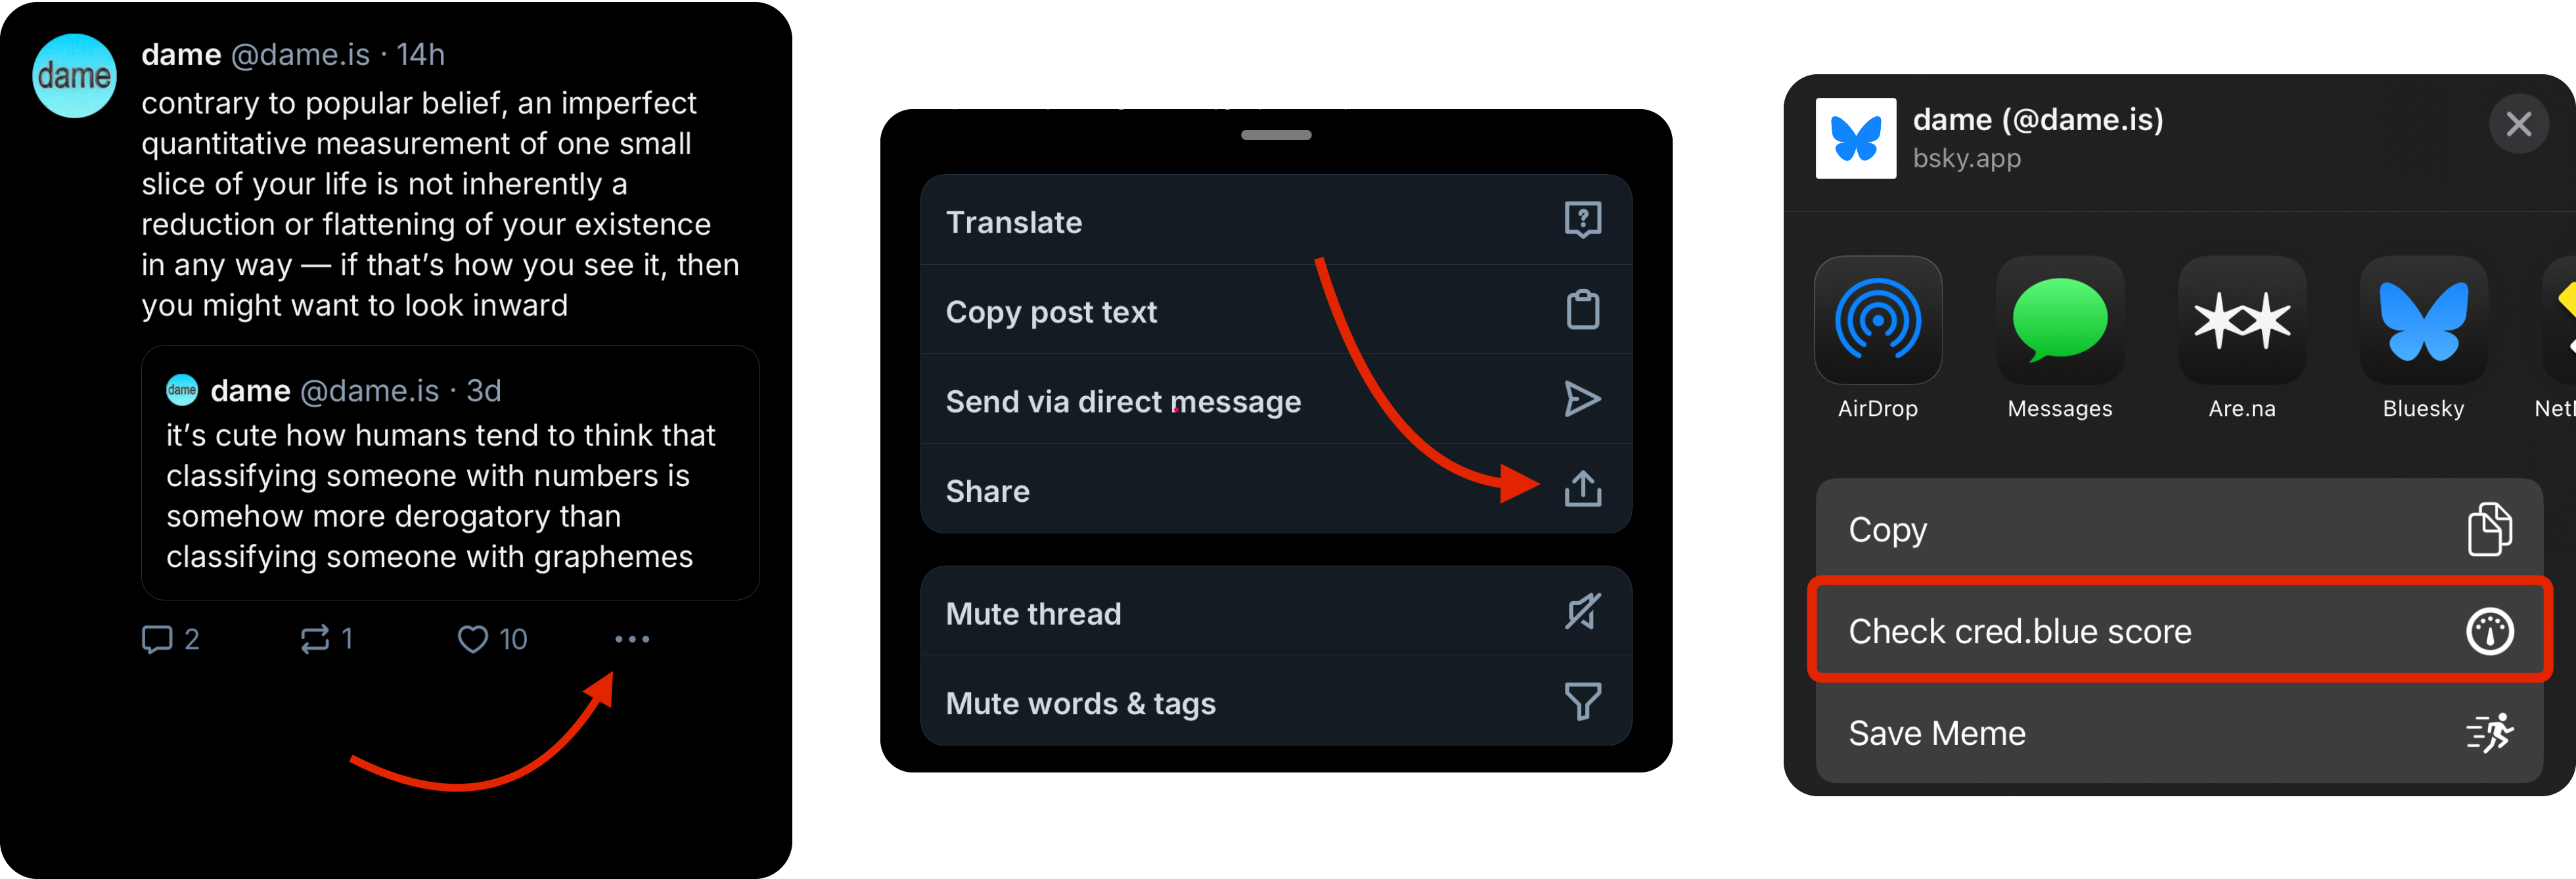 dame
dame @dame.is · 14h
contrary to popular belief, an imperfect
quantitative measurement of one small
slice of your life is not inherently a
reduction or flattening of your existence
in any way — if that’s how you see it, then
you might want to look inward
dame
dame @dame.is · 3d
it’s cute how humans tend to think that
classifying someone with numbers is
somehow more derogatory than
classifying someone with graphemes
2
1
10
Translate
Copy post text
Send via direct message
Share
Mute thread
Mute words & tags
dame (@dame.is)
bsky.app
AirDrop
Messages
Are.na
Bluesky
Copy
Check cred.blue score
Save Meme